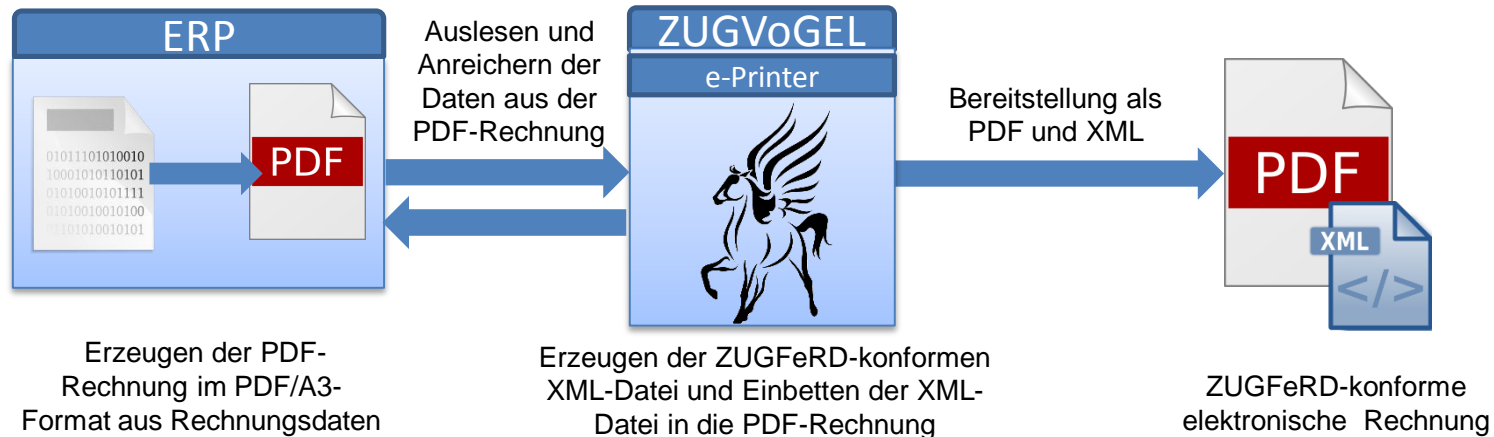 ERP
01011101010010
10001010110101
01010010101111
01010010010100
01101010010101
PDF
Erzeugen der PDF-
Rechnung im PDF/A3-
Format aus Rechnungsdaten
Auslesen und
Anreichern der
Daten aus der
PDF-Rechnung
ZUGVoGEL
e-Printer
Erzeugen der ZUGFeRD-konformen
XML-Datei und Einbetten der XML-
Datei in die PDF-Rechnung
Bereitstellung als
PDF und XML
PDF
XML
</>
ZUGFeRD-konforme
elektronische Rechnung